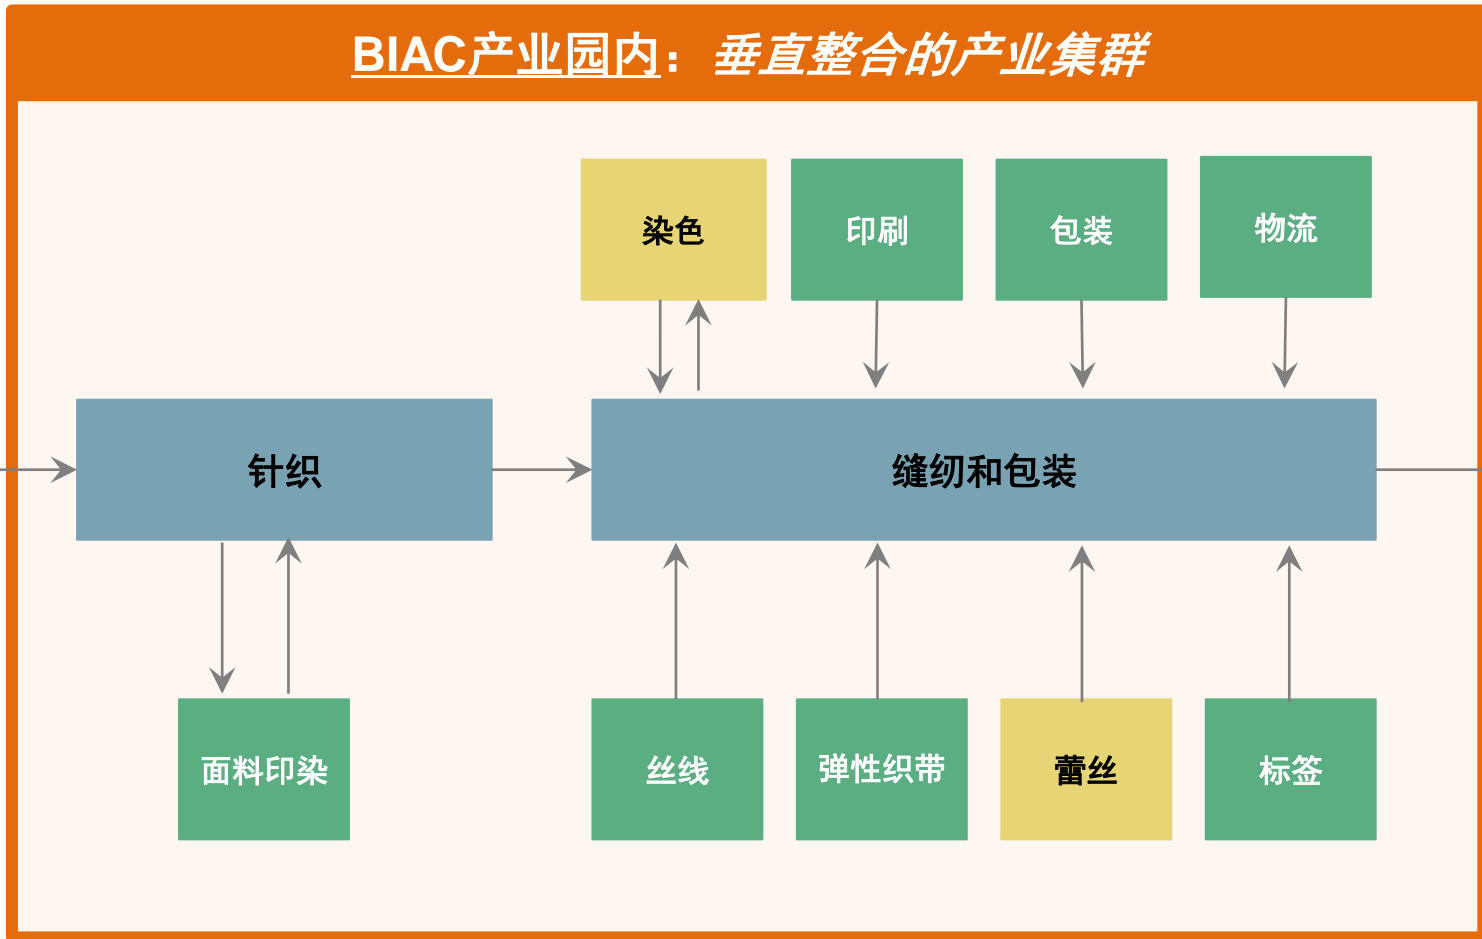 BIAC产业园内：垂直整合的产业集群
染色
印刷
包装
物流
针织
缝纫和包装
面料印染
丝线
弹性织带
蕾丝
标签